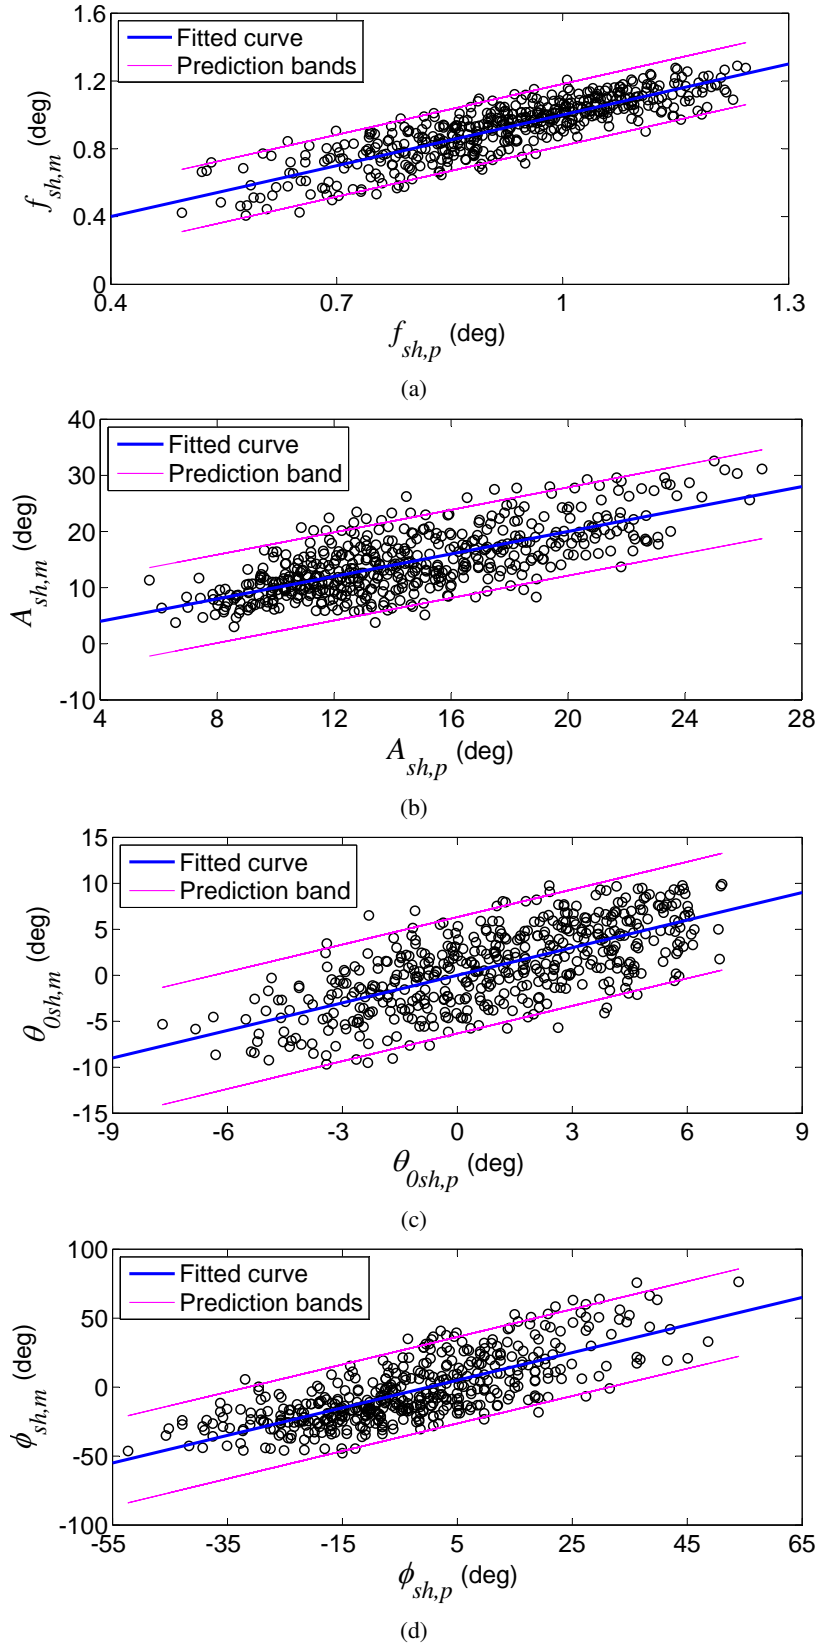 1.6
Fitted curve
Prediction bands
1.2
0.8
0.4
0
f_{sh,m} (deg)
0.4 0.7 1 1.3
f_{sh,p} (deg)
(a)
40
Fitted curve
Prediction band
30
20
10
0
-10
A_{sh,m} (deg)
4 8 12 16 20 24 28
A_{sh,p} (deg)
(b)
15
Fitted curve
Prediction band
10
5
0
-5
-10
-15
θ_{0sh,m} (deg)
-9 -6 -3 0 3 6 9
θ_{0sh,p} (deg)
(c)
100
Fitted curve
Prediction bands
50
0
-50
-100
ϕ_{sh,m} (deg)
-55 -35 -15 5 25 45 65
ϕ_{sh,p} (deg)
(d)